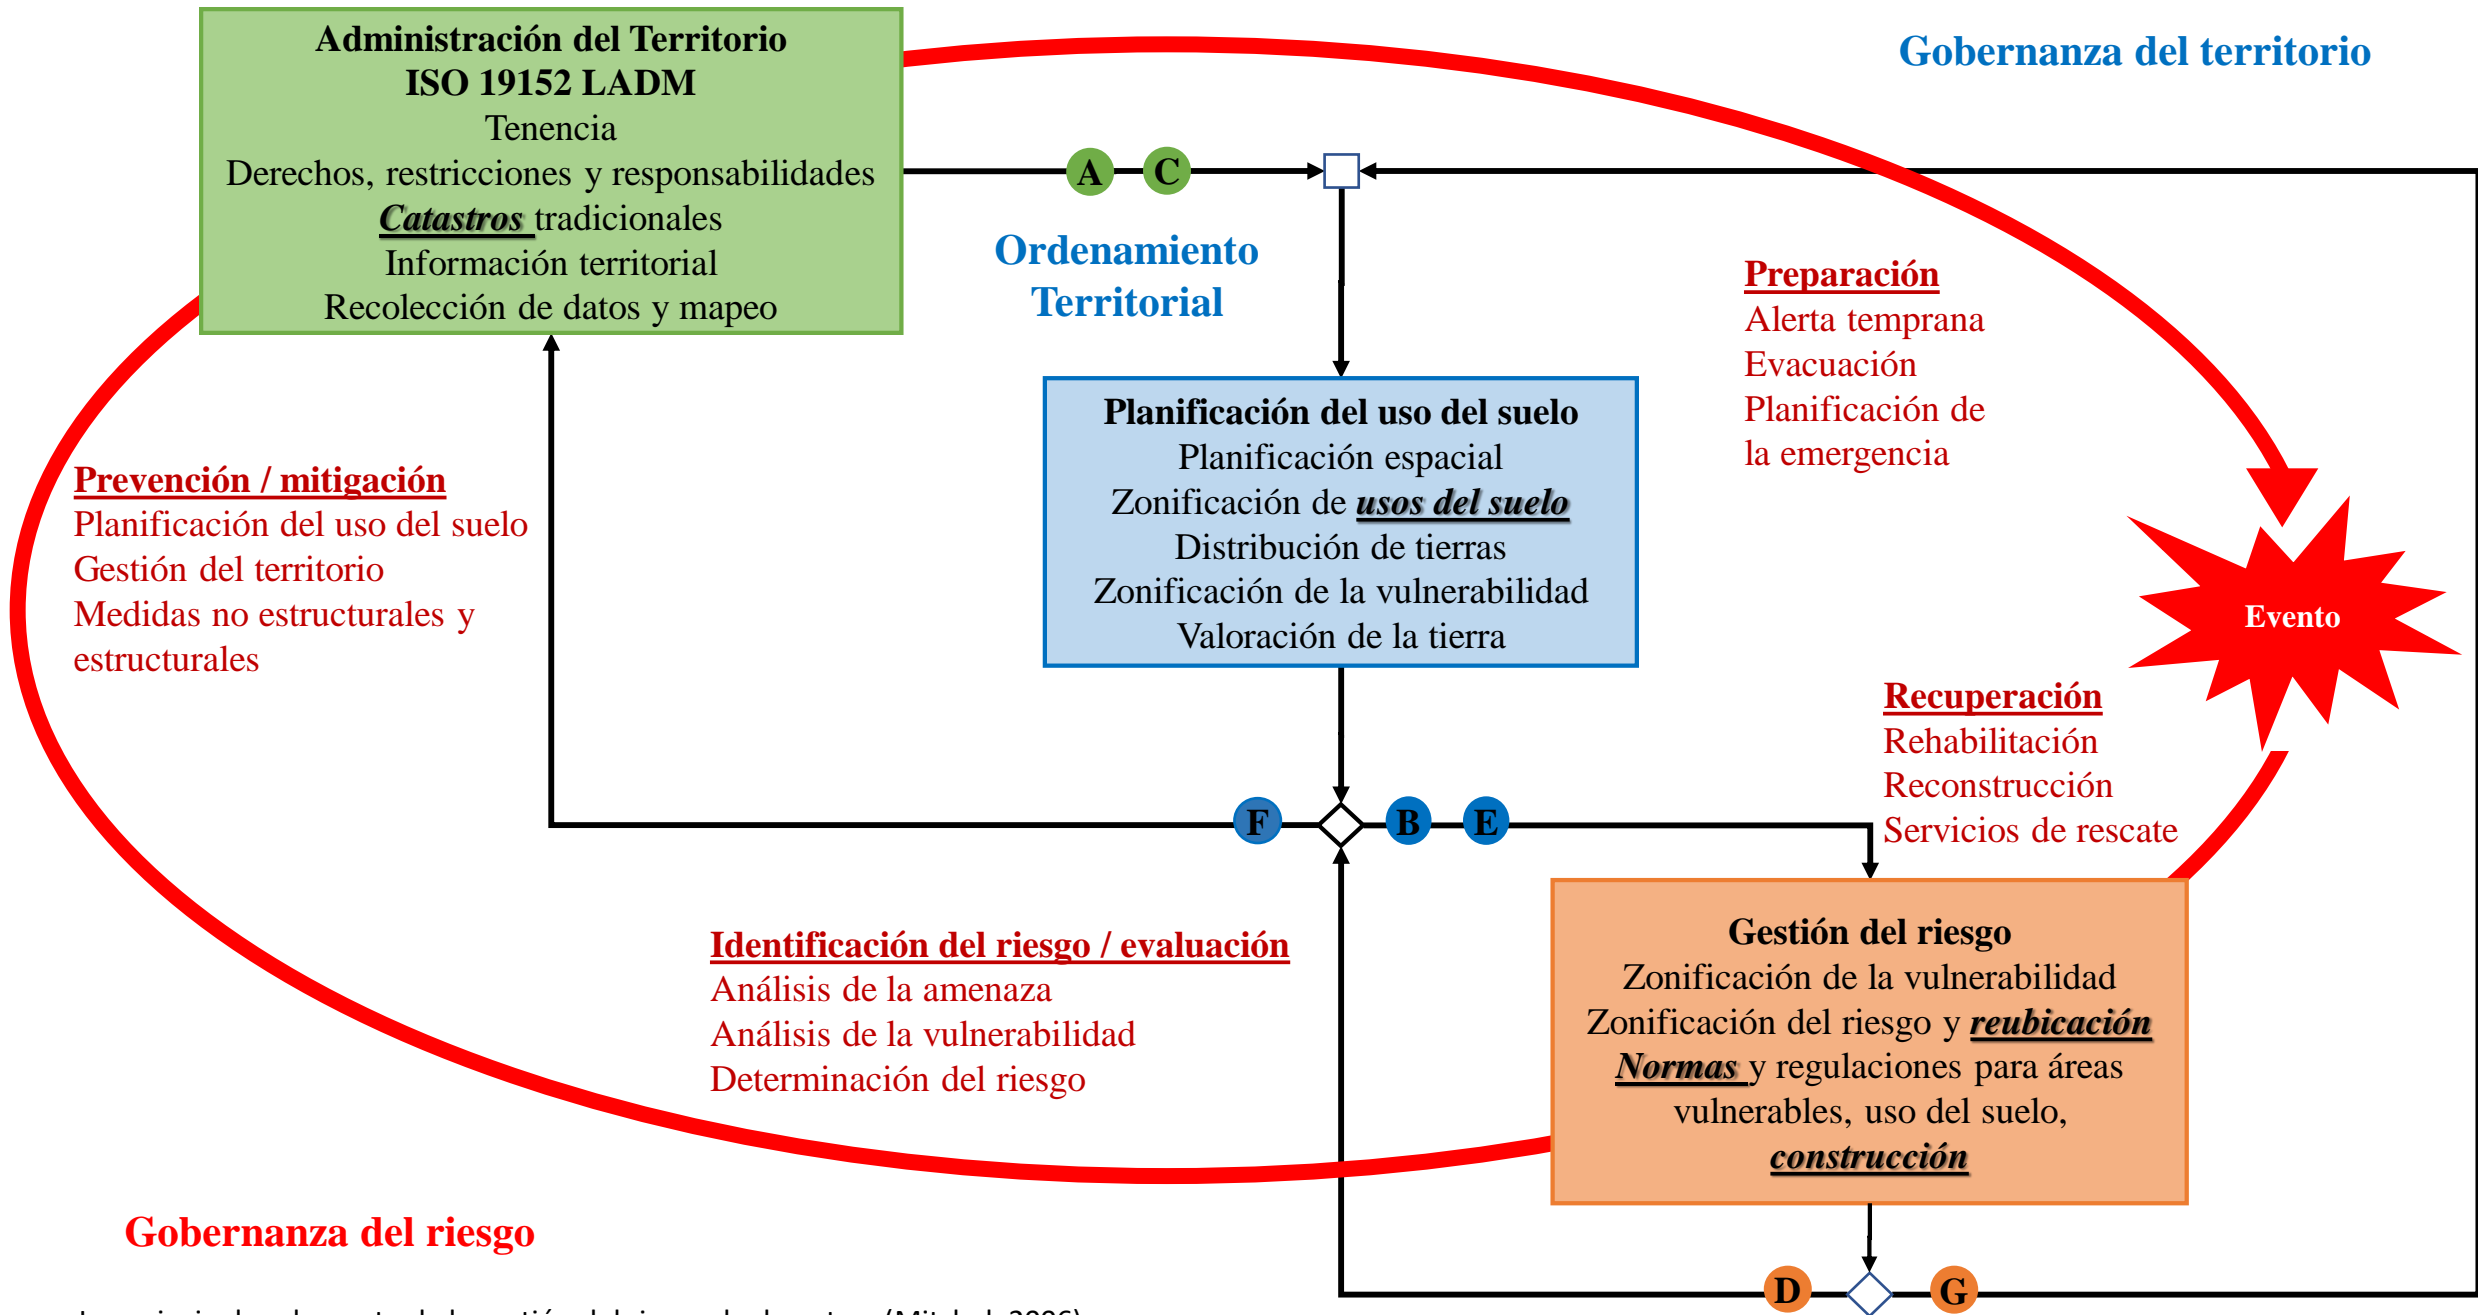 Administración del Territorio
ISO 19152 LADM
Tenencia
Derechos, restricciones y responsabilidades
Catastros tradicionales
Información territorial
Recolección de datos y mapeo
Gobernanza del territorio
A
C
Ordenamiento
Territorial
Preparación
Alerta temprana
Evacuación
Planificación de
la emergencia
Planificación del uso del suelo
Planificación espacial
Zonificación de usos del suelo
Distribución de tierras
Zonificación de la vulnerabilidad
Valoración de la tierra
Prevención / mitigación
Planificación del uso del suelo
Gestión del territorio
Medidas no estructurales y
estructurales
Evento
Recuperación
Rehabilitación
Reconstrucción
Servicios de rescate
F
B
E
Identificación del riesgo / evaluación
Análisis de la amenaza
Análisis de la vulnerabilidad
Determinación del riesgo
Gestión del riesgo
Zonificación de la vulnerabilidad
Zonificación del riesgo y reubicación
Normas y regulaciones para áreas
vulnerables, uso del suelo,
construcción
Gobernanza del riesgo
D
G